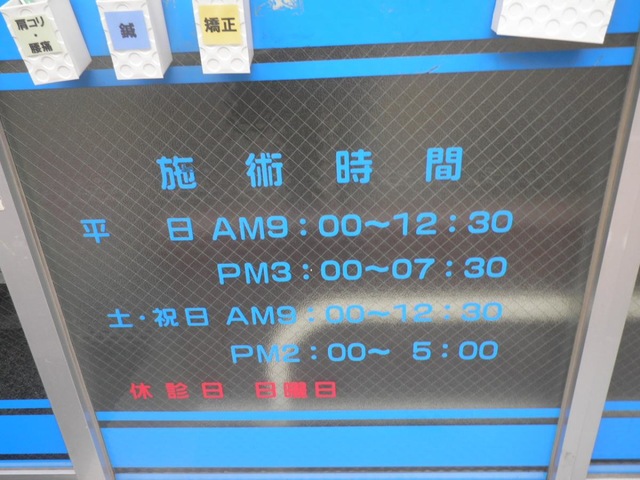 肩コリ
・
腰痛
鍼
矯正
施術時間
平日 AM9:00〜12:30
PM3:00〜07:30
土・祝日 AM9:00〜12:30
PM2:00〜 5:00
休診日 日曜日